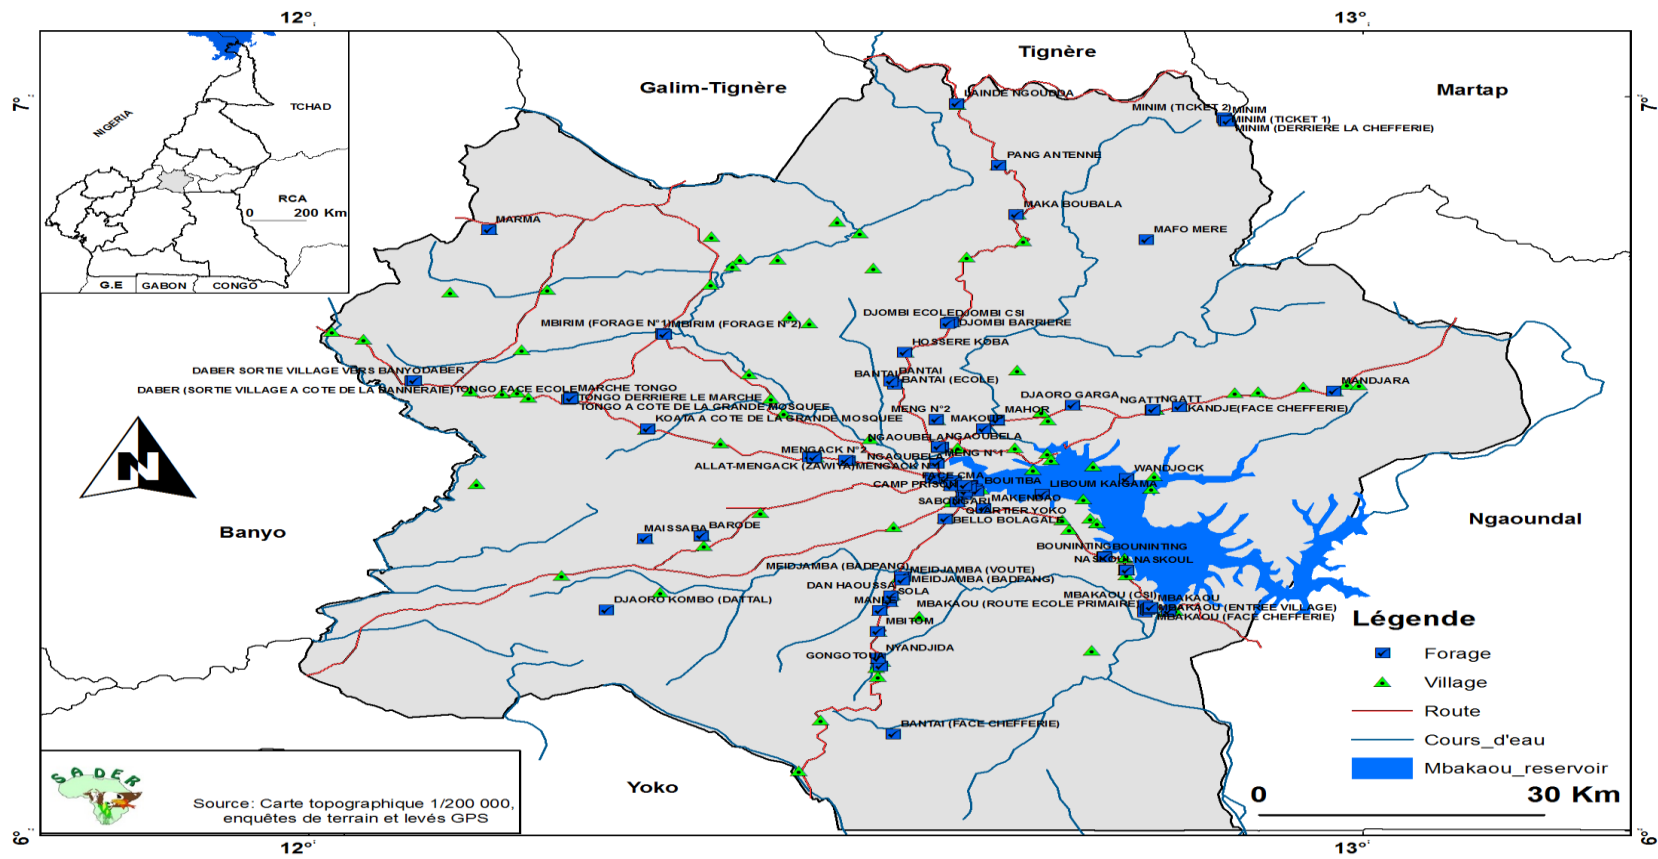 12°
13°
7°
7°
TCHAD
NIGERIA
RCA
0 200 Km
G.E
GABON
CONGO
Tignère
Galim-Tignère
Martap
LAINDE NGOUDDA
MINIM (TICKET 2)
MINIM
MINIM (TICKET 1)
MINIM (DERRIERE LA CHEFFERIE)
PANG ANTENNE
MAKA BOUBALA
MARMA
MAFO MERE
DJOMBI ECOLE
DJOMBI CSI
DJOMBI BARRIERE
MBIRIM (FORAGE N°1)
MBIRIM (FORAGE N°2)
HOSSERE KOBA
DABER SORTIE VILLAGE VERS BANYO
DABER
BANTAI
BANTAI
BANTAI (ECOLE)
DABER (SORTIE VILLAGE A COTE DE LA BANNERAIE)
TONGO FACE ECOLE
MARCHE TONGO
TONGO DERRIERE LE MARCHE
TONGO A COTE DE LA GRANDE MOSQUEE
MANDJARA
DJAORO GARGA
NGATT
NGATT
KANDJE(FACE CHEFFERIE)
KOATA A COTE DE LA GRANDE MOSQUEE
MENG N°2
MAKOUP
MAHOR
NGAOUBELA
NGAOUBELA
MENGACK N°2
NGAOUBELA
MENG N°1
ALLAT-MENGACK (ZAWITA)
MENGACK N°1
WANDJOCK
FACE CMA
CAMP PRISON
BOUITIBA
LIBOUM KAIGAMA
SABONGARI
MAKENDAO
QUARTIER YOKO
BELLO BOLAGALE
MAISSABA
BARODE
Banyo
Ngaoundal
BOUNINTING
BOUNINTING
NASKOUL
NASKOUL
MEIDJAMBA (BADPANG)
MEIDJAMBA (VOUTE)
MEIDJAMBA (BADPANG)
DAN HAOUSSA
SOLA
DJAORO KOMBO (DATTAL)
MANDE
MBAKAOU (ROUTE ECOLE PRIMAIRE)
MBAKAOU (CSI)
MBAKAOU
MBAKAOU (ENTREE VILLAGE)
MBAKAOU (FACE CHEFFERIE)
MBITOM
NYANDJIDA
GONGOTOUA
BANTAI (FACE CHEFFERIE)
Yoko
Légende
Forage
Village
Route
Cours_d'eau
Mbakaou_reservoir
0 30 Km
N
SADER
Source: Carte topographique 1/200 000,
enquêtes de terrain et levés GPS
6°
6°
12°
13°